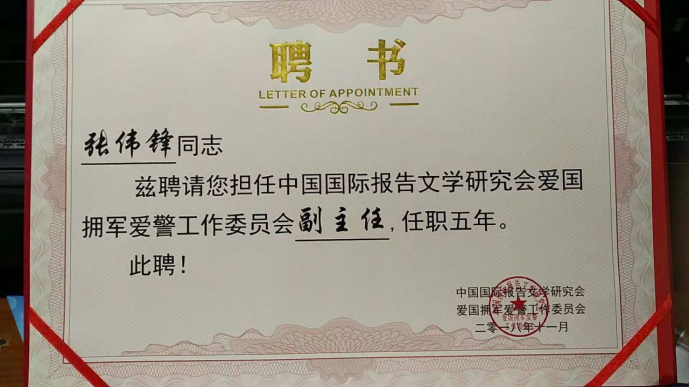 聘书
LETTER OF APPOINTMENT
张伟锋同志
兹聘请您担任中国国际报告文学研究会爱国
拥军爱警工作委员会副主任,任职五年。
此聘!
中国国际报告文学研究会
爱国拥军爱警工作委员会
二零一八年十一月